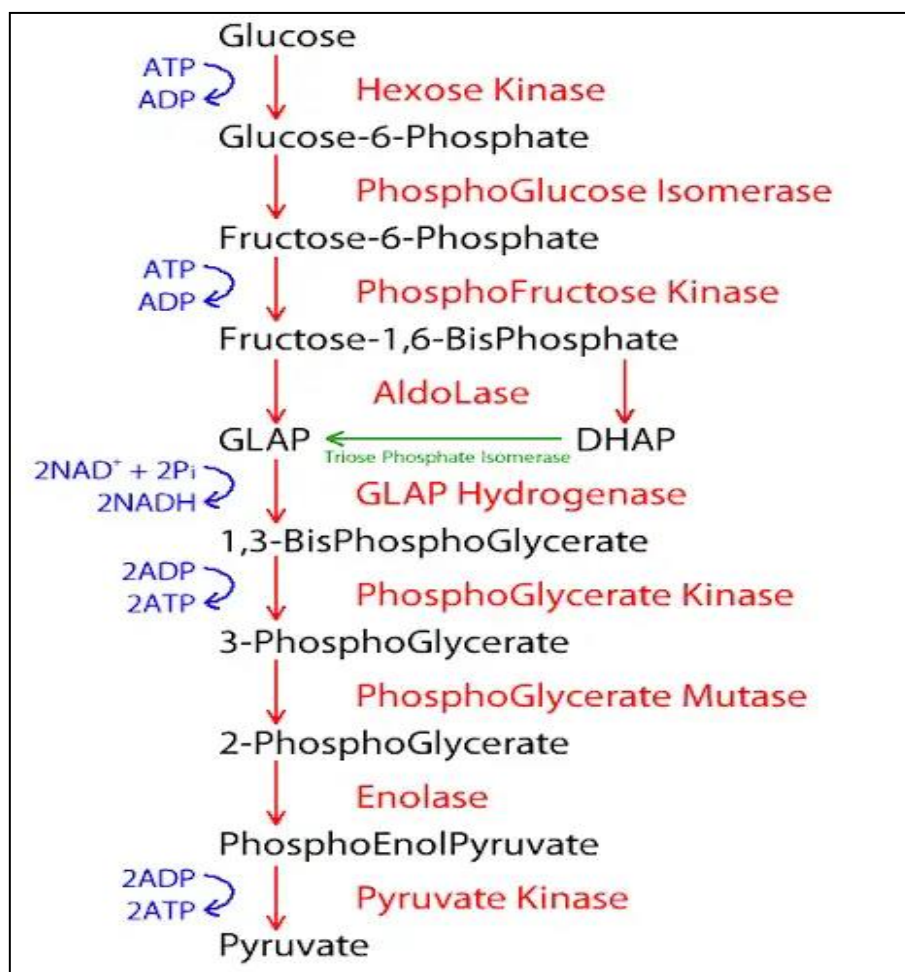 Glucose
ATP
ADP
Hexose Kinase
Glucose-6-Phosphate
PhosphoGlucose Isomerase
Fructose-6-Phosphate
ATP
ADP
PhosphoFructose Kinase
Fructose-1,6-BisPhosphate
AldoLase
GLAP
DHAP
Triose Phosphate Isomerase
2NAD⁺ + 2Pi
2NADH
GLAP Hydrogenase
1,3-BisPhosphoGlycerate
2ADP
2ATP
PhosphoGlycerate Kinase
3-PhosphoGlycerate
PhosphoGlycerate Mutase
2-PhosphoGlycerate
Enolase
PhosphoEnolPyruvate
2ADP
2ATP
Pyruvate Kinase
Pyruvate